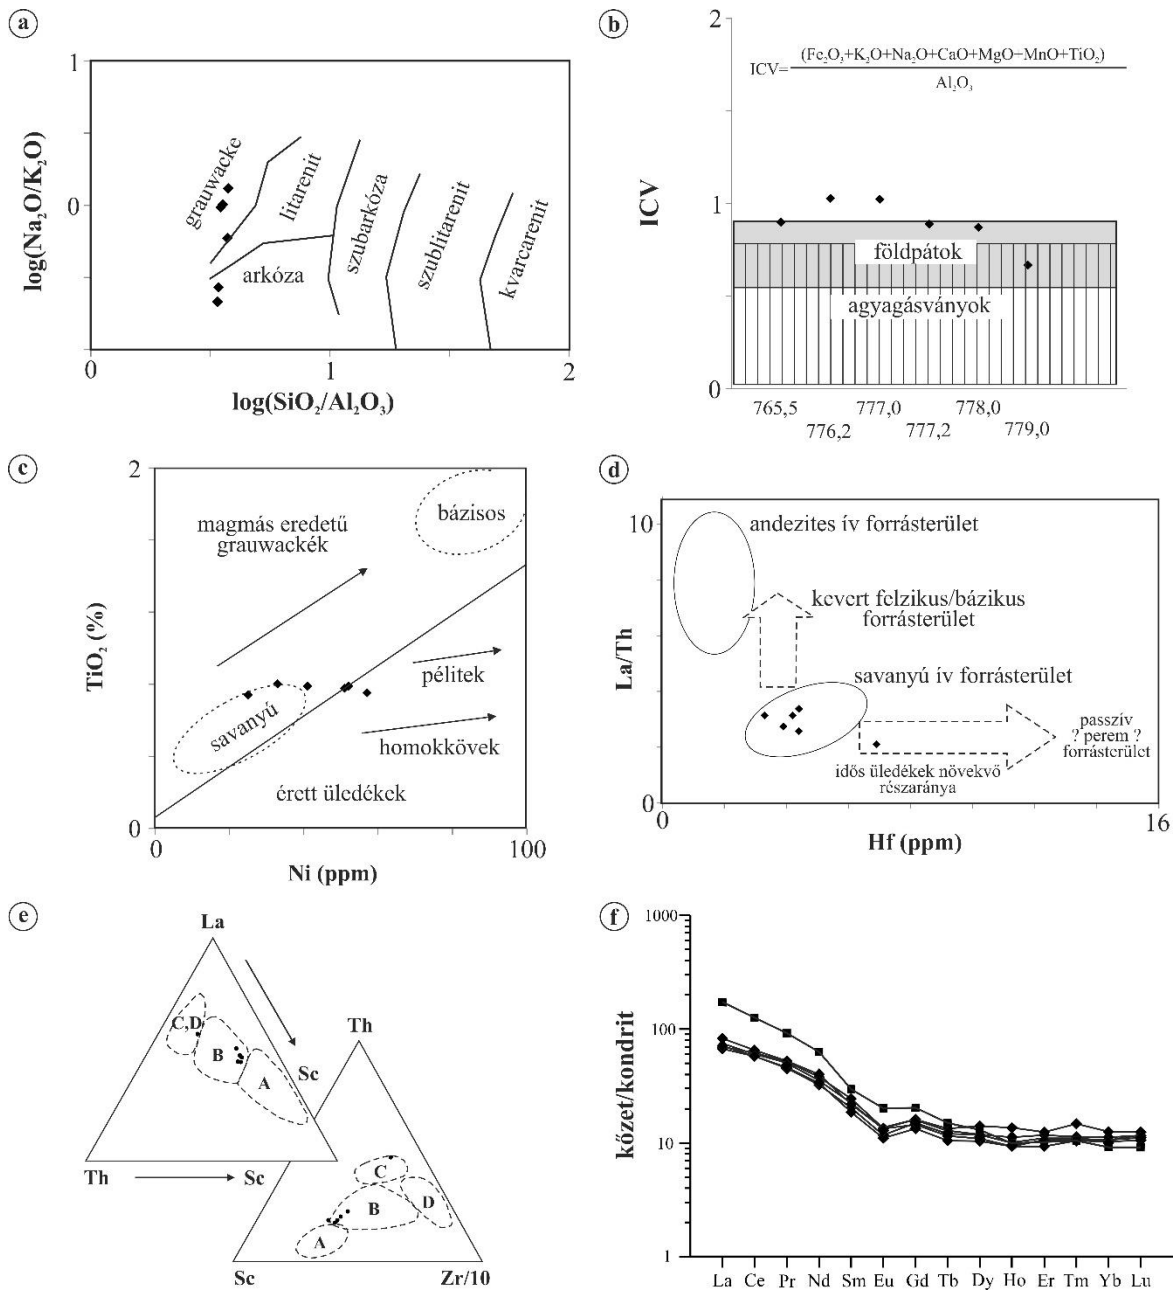 a
1
0
log(Na₂O/K₂O)
grauwacke
litarenit
arkóza
szubarkóza
szublitarenit
kvarcarenit
0
1
2
log(SiO₂/Al₂O₃)
b
2
1
0
ICV
ICV=
(Fe₂O₃+K₂O+Na₂O+CaO+MgO+MnO+TiO₂)
Al₂O₃
földpátok
agyagásványok
765,5
776,2
777,0
777,2
778,0
779,0
c
2
0
TiO₂ (%)
magmás eredetű
grauwackék
bázisos
savanyú
pélitek
homokkövek
érett üledékek
0
100
Ni (ppm)
d
10
0
La/Th
andezites ív forrásterület
kevert felzikus/bázikus
forrásterület
savanyú ív forrásterület
passzív
? perem ?
forrásterület
idős üledékek növekvő
részaránya
0
16
Hf (ppm)
e
La
C,D
B
A
Sc
Th
Sc
Th
C
B
D
A
Sc
Zr/10
f
1000
100
10
1
kőzet/kondrit
La Ce Pr Nd Sm Eu Gd Tb Dy Ho Er Tm Yb Lu